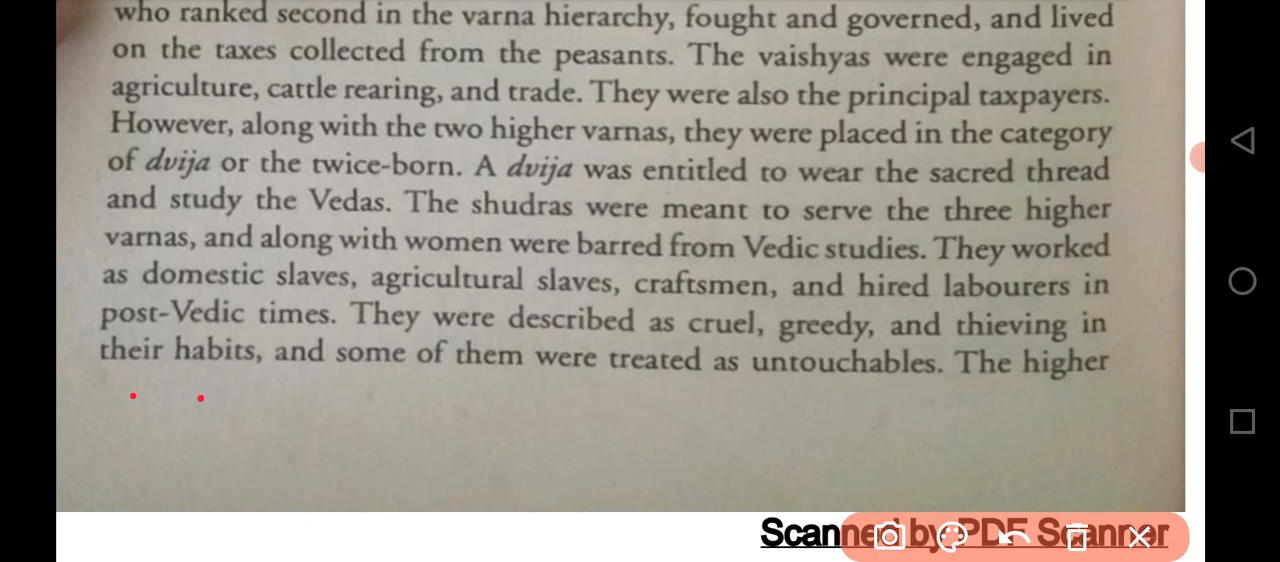 who ranked second in the varna hierarchy, fought and governed, and lived
on the taxes collected from the peasants. The vaishyas were engaged in
agriculture, cattle rearing, and trade. They were also the principal taxpayers.
However, along with the two higher varnas, they were placed in the category
of dvija or the twice-born. A dvija was entitled to wear the sacred thread
and study the Vedas. The shudras were meant to serve the three higher
varnas, and along with women were barred from Vedic studies. They worked
as domestic slaves, agricultural slaves, craftsmen, and hired labourers in
post-Vedic times. They were described as cruel, greedy, and thieving in
their habits, and some of them were treated as untouchables. The higher
Scanned by PDF Scanner